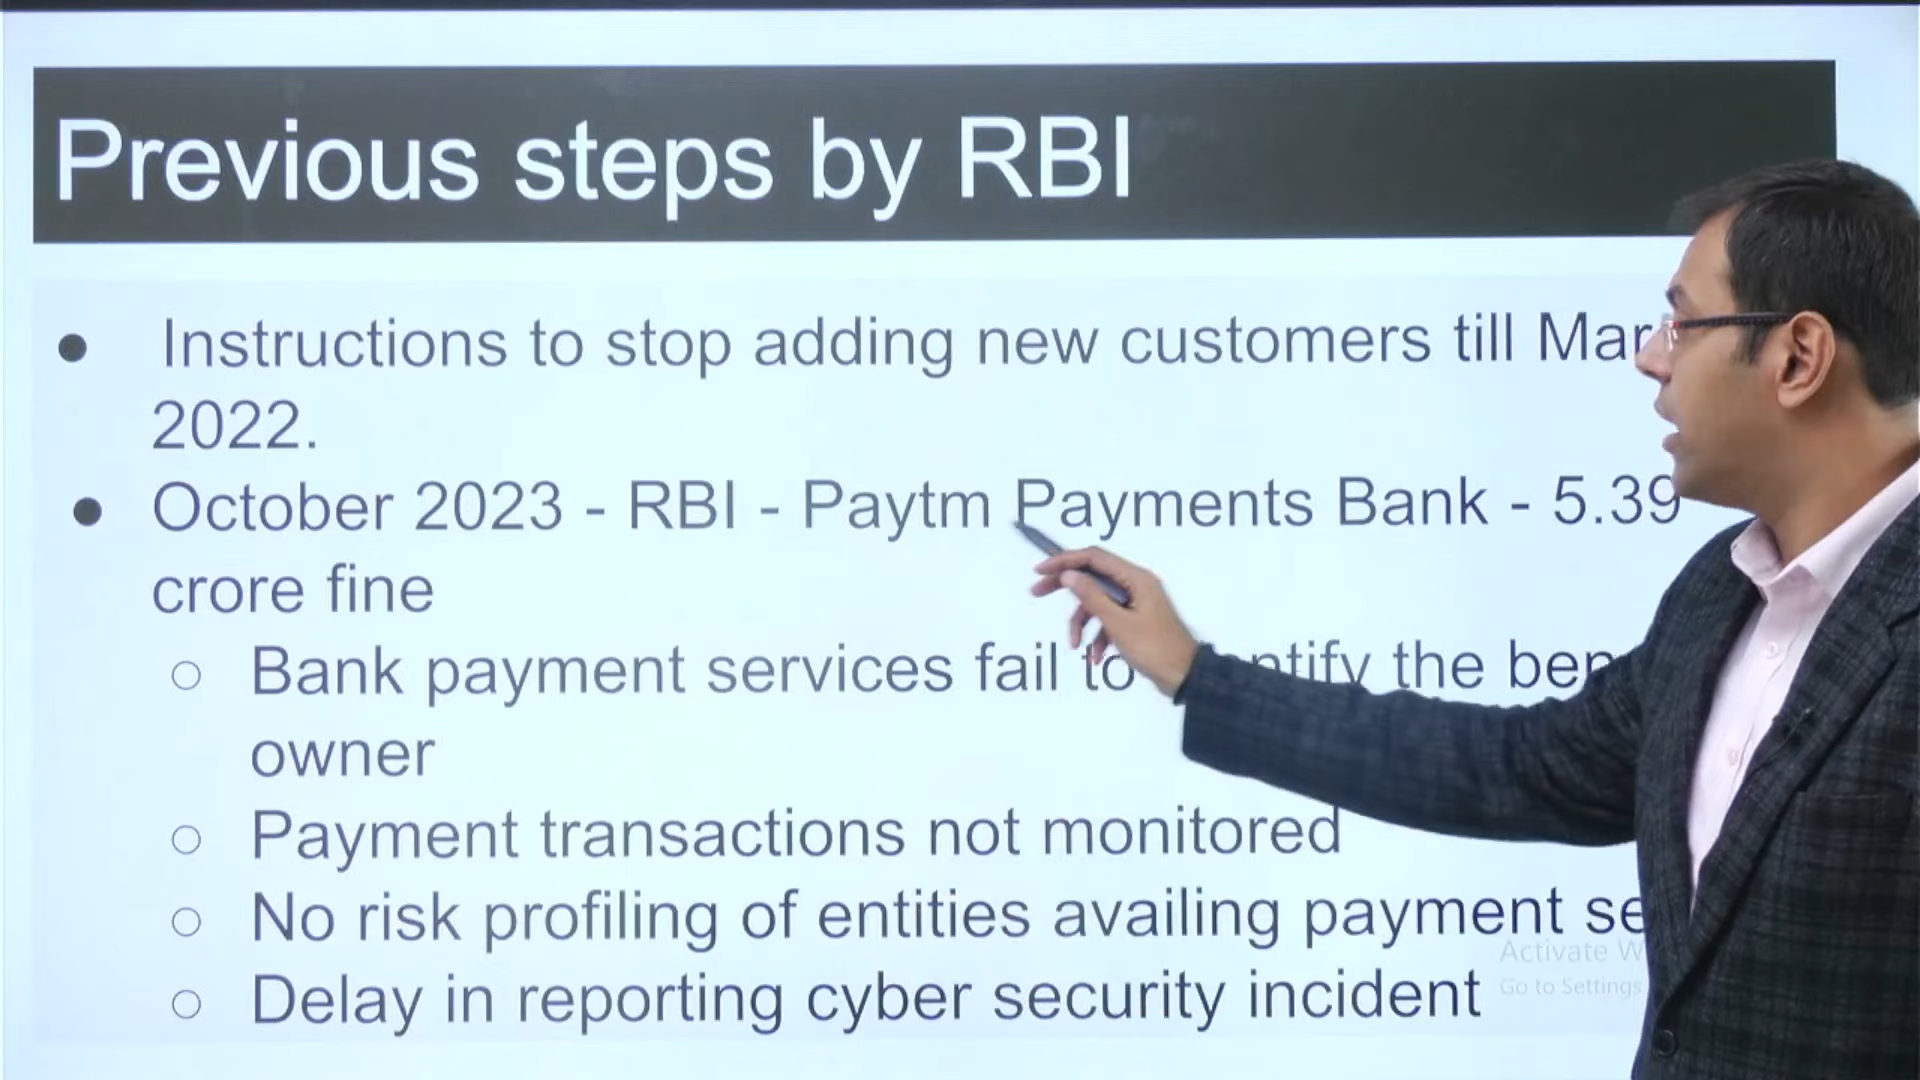 Previous steps by RBI
● Instructions to stop adding new customers till Mar
2022.
● October 2023 - RBI - Paytm Payments Bank - 5.39
crore fine
○ Bank payment services fail to the
owner
○ Payment transactions not monitored
○ No risk profiling of entities availing payment
○ Delay in reporting cyber security incident
Activate
Go to Settings